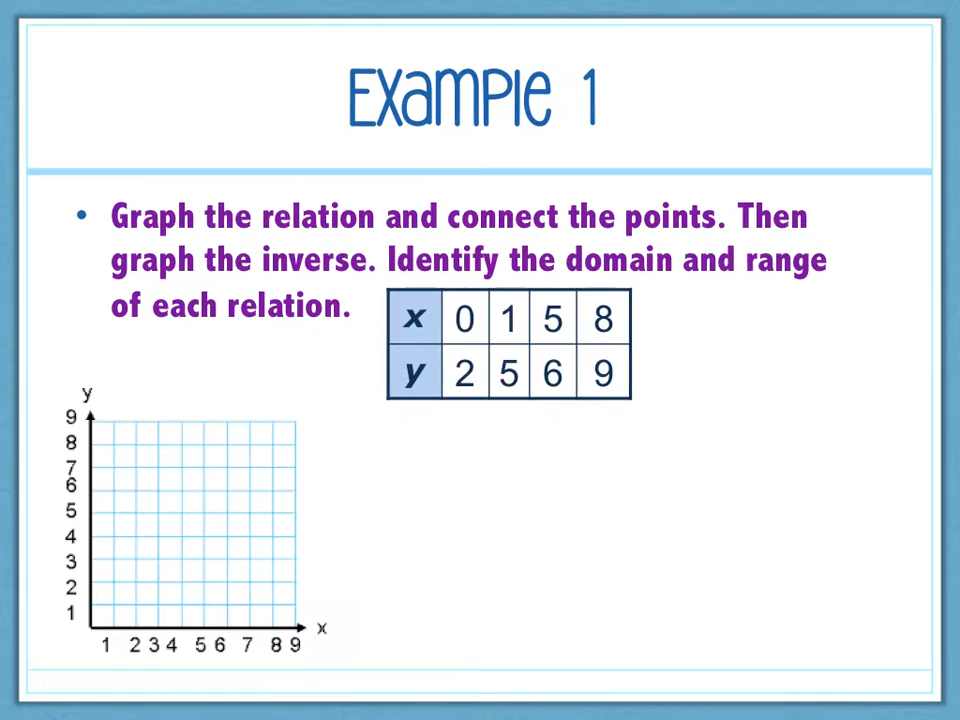 Example 1
• Graph the relation and connect the points. Then
graph the inverse. Identify the domain and range
of each relation.
x 0 1 5 8
y 2 5 6 9
y
9
8
7
6
5
4
3
2
1
x
1 2 3 4 5 6 7 8 9